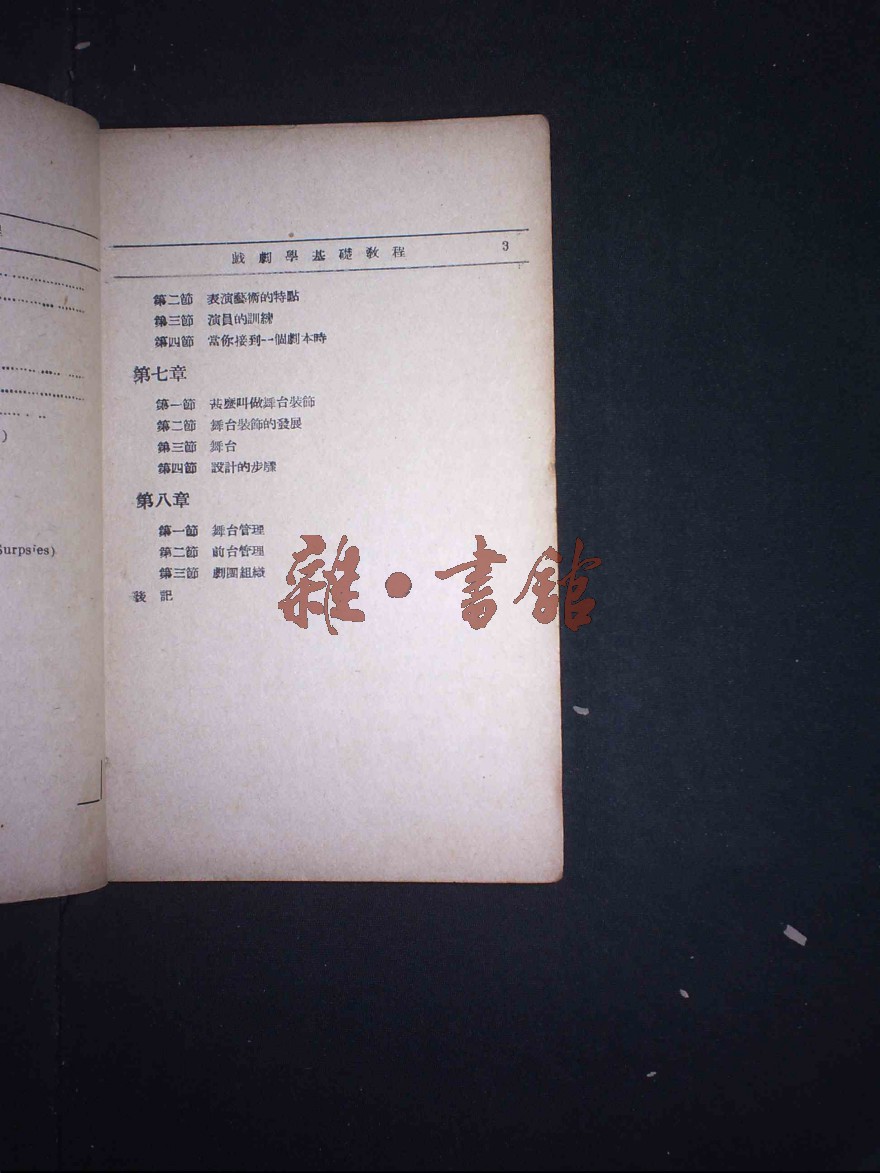 Surpsies)
戲劇學基礎教程 3
第二節 表演藝術的特點
第三節 演員的訓練
第四節 當你接到一個劇本時
第七章
第一節 甚麼叫做舞台裝飾
第二節 舞台裝飾的發展
第三節 舞台
第四節 設計的步驟
第八章
第一節 舞台管理
第二節 前台管理
第三節 劇團組織
後記
雜·書館